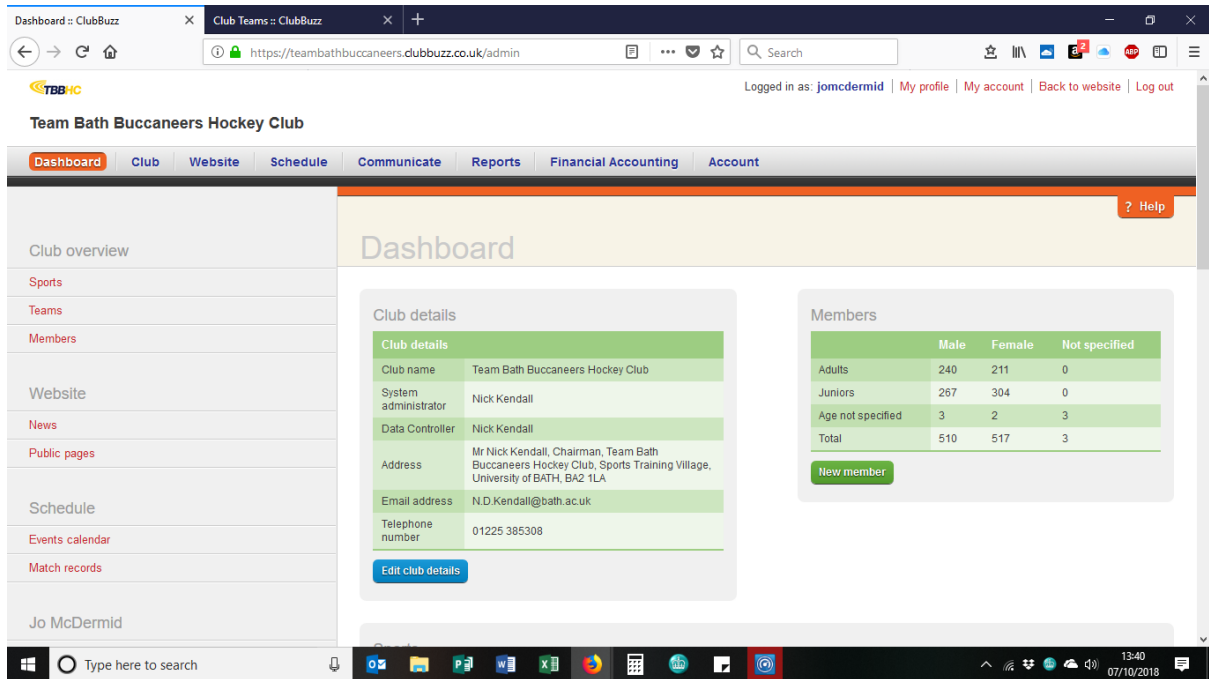 Dashboard :: ClubBuzz
Club Teams :: ClubBuzz
https://teambathbuccaneers.clubbuzz.co.uk/admin
Search
2
ABP
TBBHC
Logged in as: jomcdermid | My profile | My account | Back to website | Log out
Team Bath Buccaneers Hockey Club
Dashboard Club Website Schedule Communicate Reports Financial Accounting Account
? Help
Dashboard
Club overview
Sports
Teams
Members
Website
News
Public pages
Schedule
Events calendar
Match records
Jo McDermid
Club details
Club details
Club name Team Bath Buccaneers Hockey Club
System
administrator Nick Kendall
Data Controller Nick Kendall
Address Mr Nick Kendall, Chairman, Team Bath
Buccaneers Hockey Club, Sports Training Village,
University of BATH, BA2 1LA
Email address N.D.Kendall@bath.ac.uk
Telephone
number 01225 385308
Edit club details
Members
Male Female Not specified
Adults 240 211 0
Juniors 267 304 0
Age not specified 3 2 3
Total 510 517 3
New member
Type here to search
13:40
07/10/2018